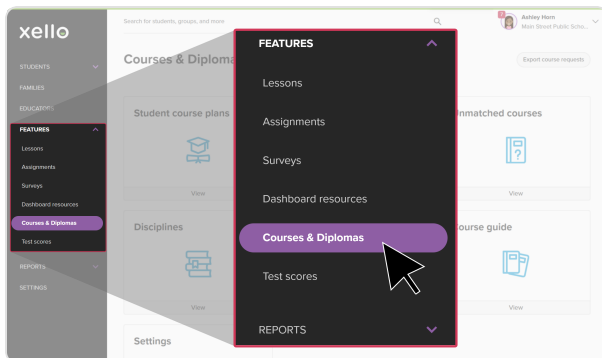 xello
Search for students, groups, and more
1
Ashley Horn
Main Street Public Scho...
STUDENTS
FAMILIES
EDUCATORS
FEATURES
Lessons
Assignments
Surveys
Dashboard resources
Courses & Diplomas
Test scores
REPORTS
SETTINGS
Courses & Diploma
Export course requests
Student course plans
View
nmatched courses
?
View
Disciplines
View
ourse guide
View
Settings
FEATURES
Lessons
Assignments
Surveys
Dashboard resources
Courses & Diplomas
Test scores
REPORTS